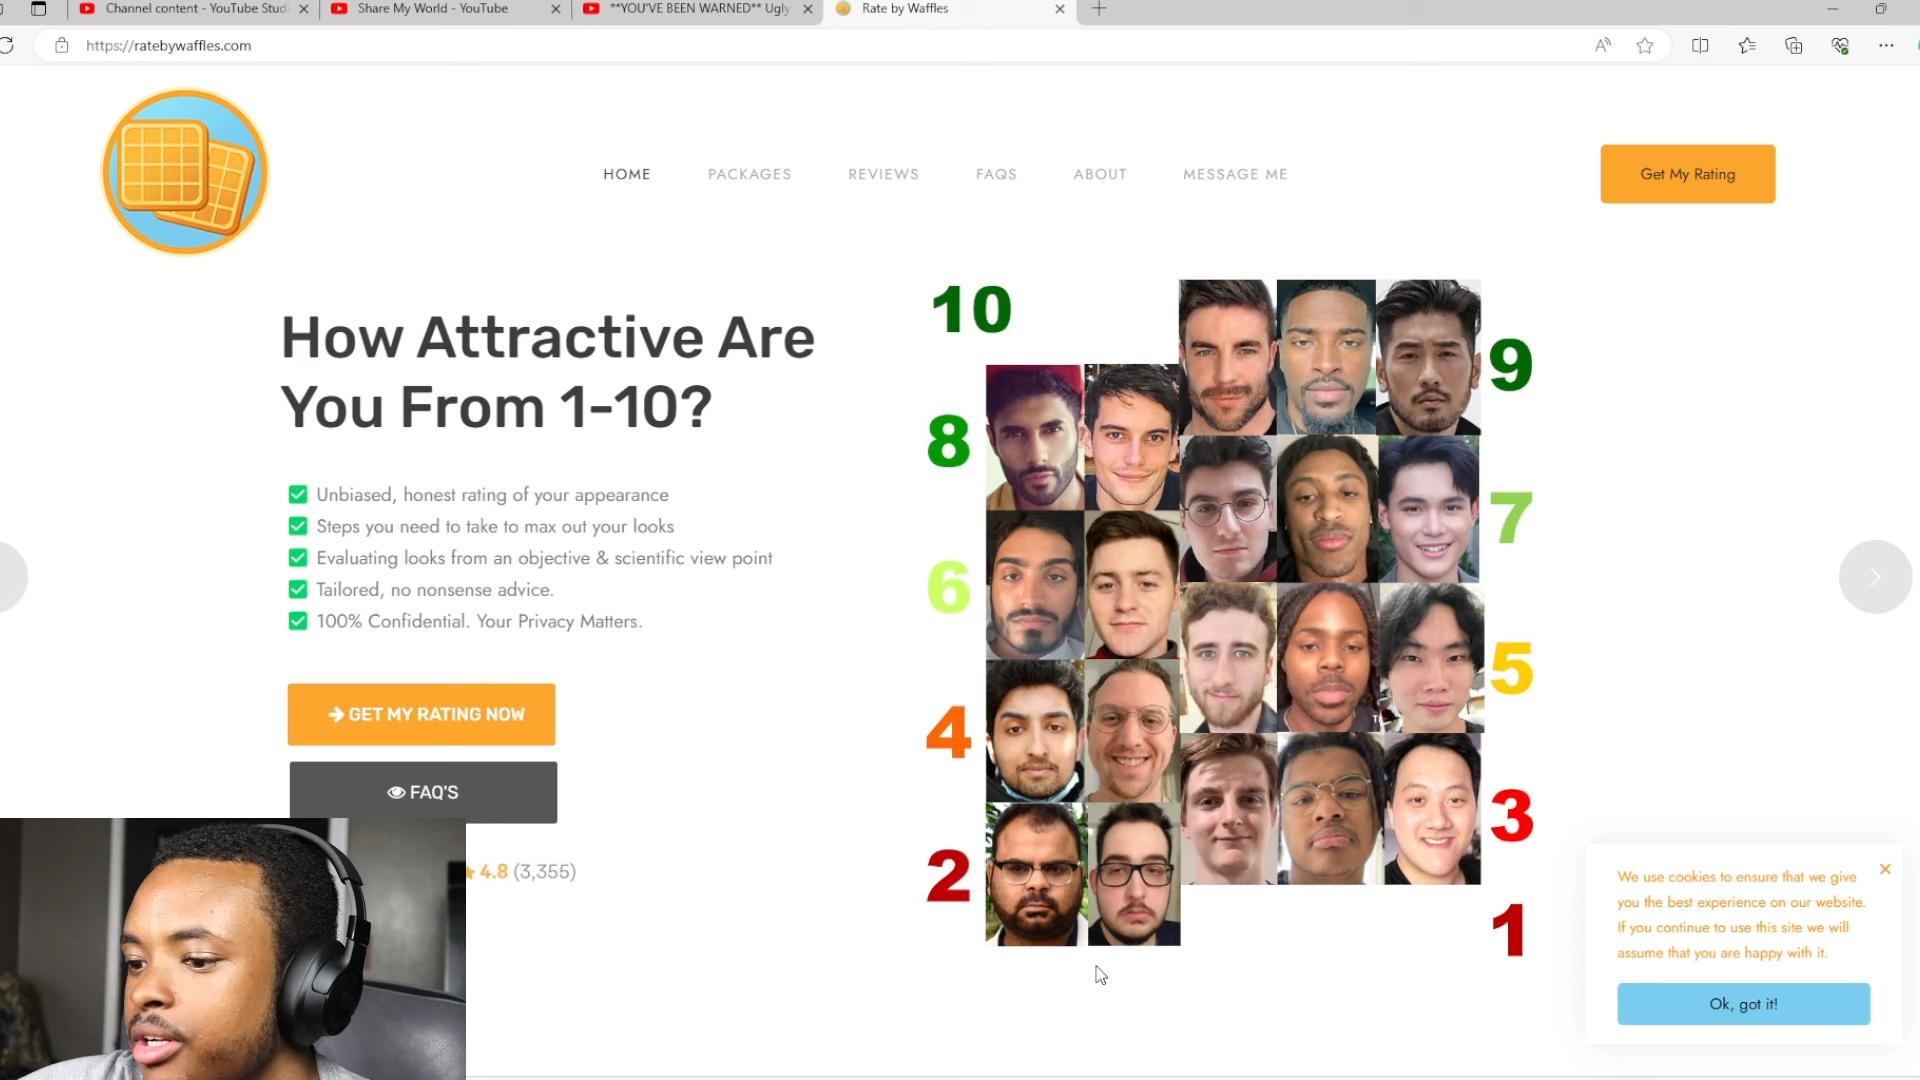 Channel content - YouTube Studi
Share My World - YouTube
**YOU'VE BEEN WARNED** Ugly
Rate by Waffles
https://ratebywaffles.com
HOME
PACKAGES
REVIEWS
FAQS
ABOUT
MESSAGE ME
Get My Rating
How Attractive Are
You From 1-10?
Unbiased, honest rating of your appearance
Steps you need to take to max out your looks
Evaluating looks from an objective & scientific view point
Tailored, no nonsense advice.
100% Confidential. Your Privacy Matters.
GET MY RATING NOW
FAQ'S
4.8 (3,355)
10
9
8
7
6
5
4
3
2
1
We use cookies to ensure that we give
you the best experience on our website.
If you continue to use this site we will
assume that you are happy with it.
Ok, got it!